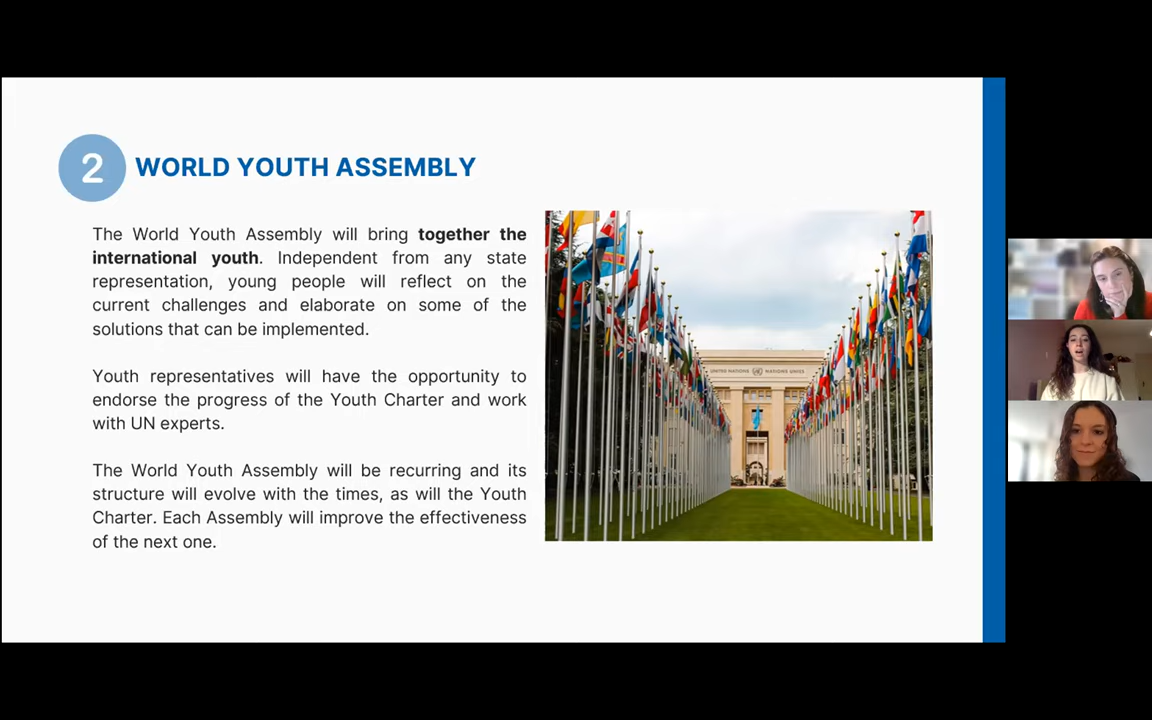 2
WORLD YOUTH ASSEMBLY
The World Youth Assembly will bring together the
international youth. Independent from any state
representation, young people will reflect on the
current challenges and elaborate on some of the
solutions that can be implemented.
Youth representatives will have the opportunity to
endorse the progress of the Youth Charter and work
with UN experts.
The World Youth Assembly will be recurring and its
structure will evolve with the times, as will the Youth
Charter. Each Assembly will improve the effectiveness
of the next one.
UNITED NATIONS NATIONS UNIES